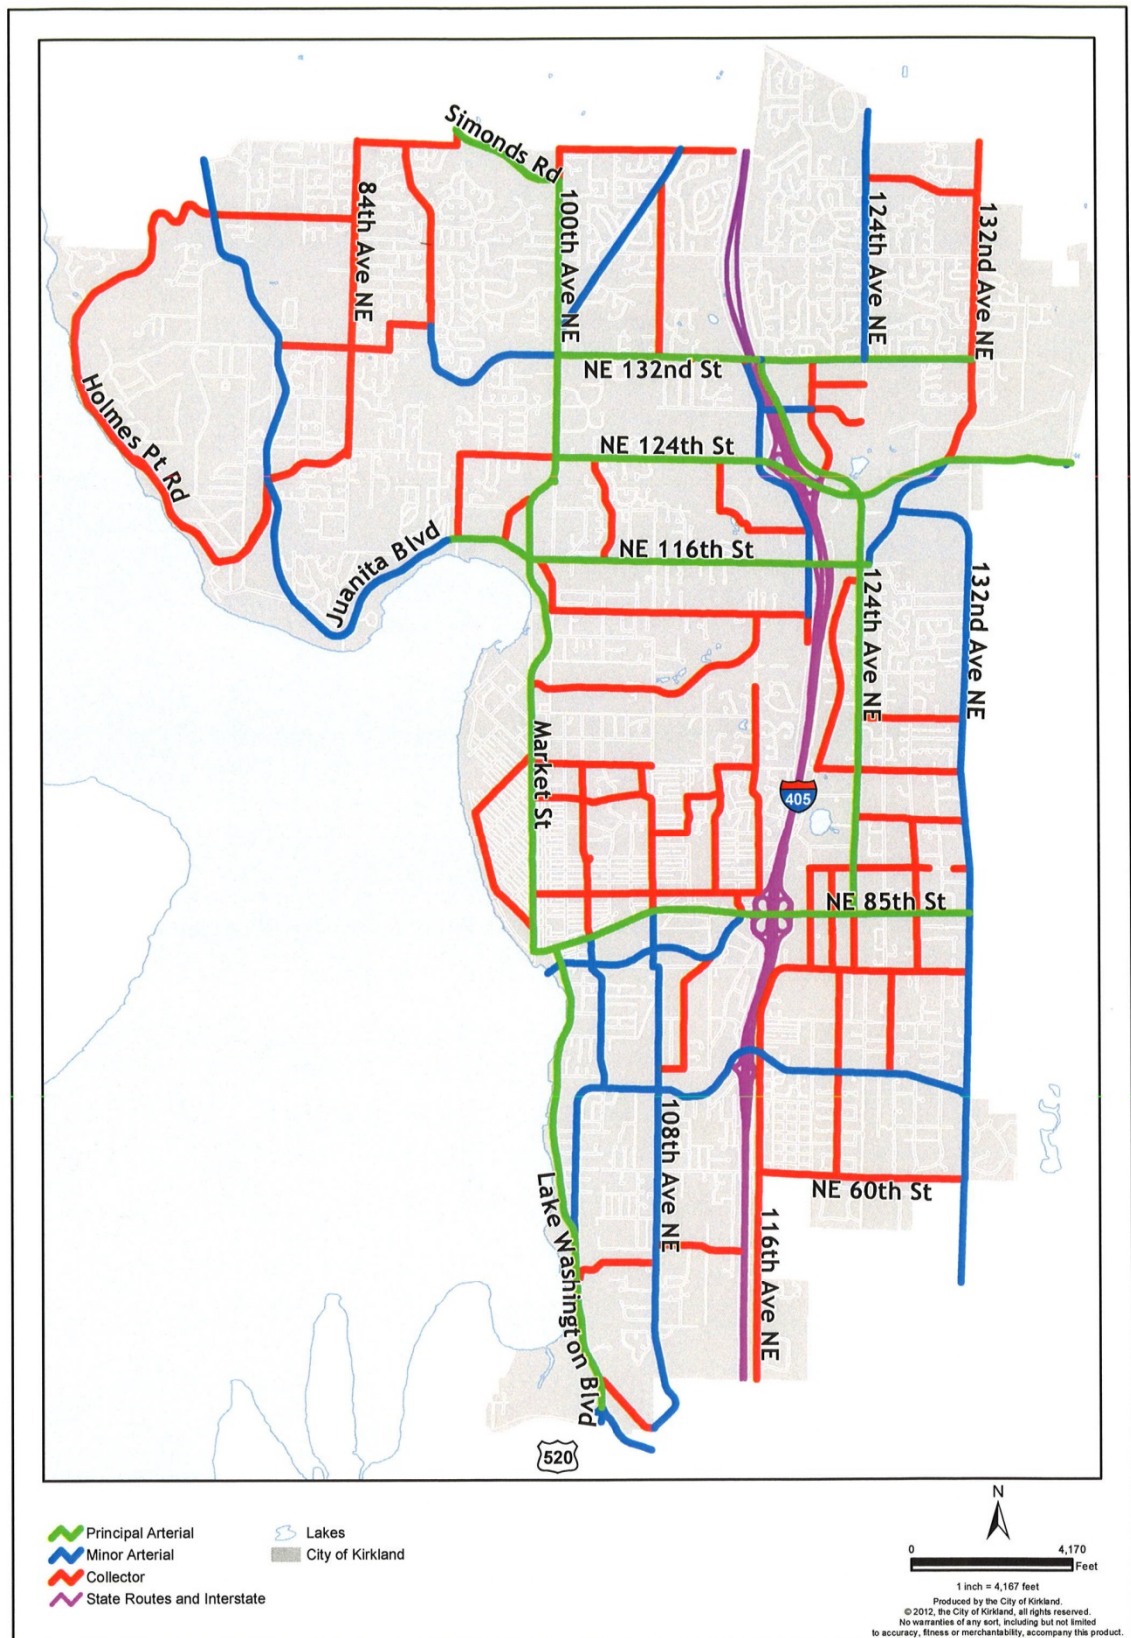 Simonds Rd
84th Ave NE
100th Ave NE
124th Ave NE
132nd Ave NE
NE 132nd St
Holmes Pt Rd
NE 124th St
Juanita Blvd
NE 116th St
124th Ave NE
132nd Ave NE
Market St
405
NE 85th St
108th Ave NE
NE 60th St
Lake Washington Blvd
116th Ave NE
520
Principal Arterial
Minor Arterial
Collector
State Routes and Interstate
Lakes
City of Kirkland
N
0 4,170
Feet
1 inch = 4,167 feet
Produced by the City of Kirkland.
© 2012, the City of Kirkland, all rights reserved.
No warranties of any sort, including but not limited
to accuracy, fitness or merchantability, accompany this product.